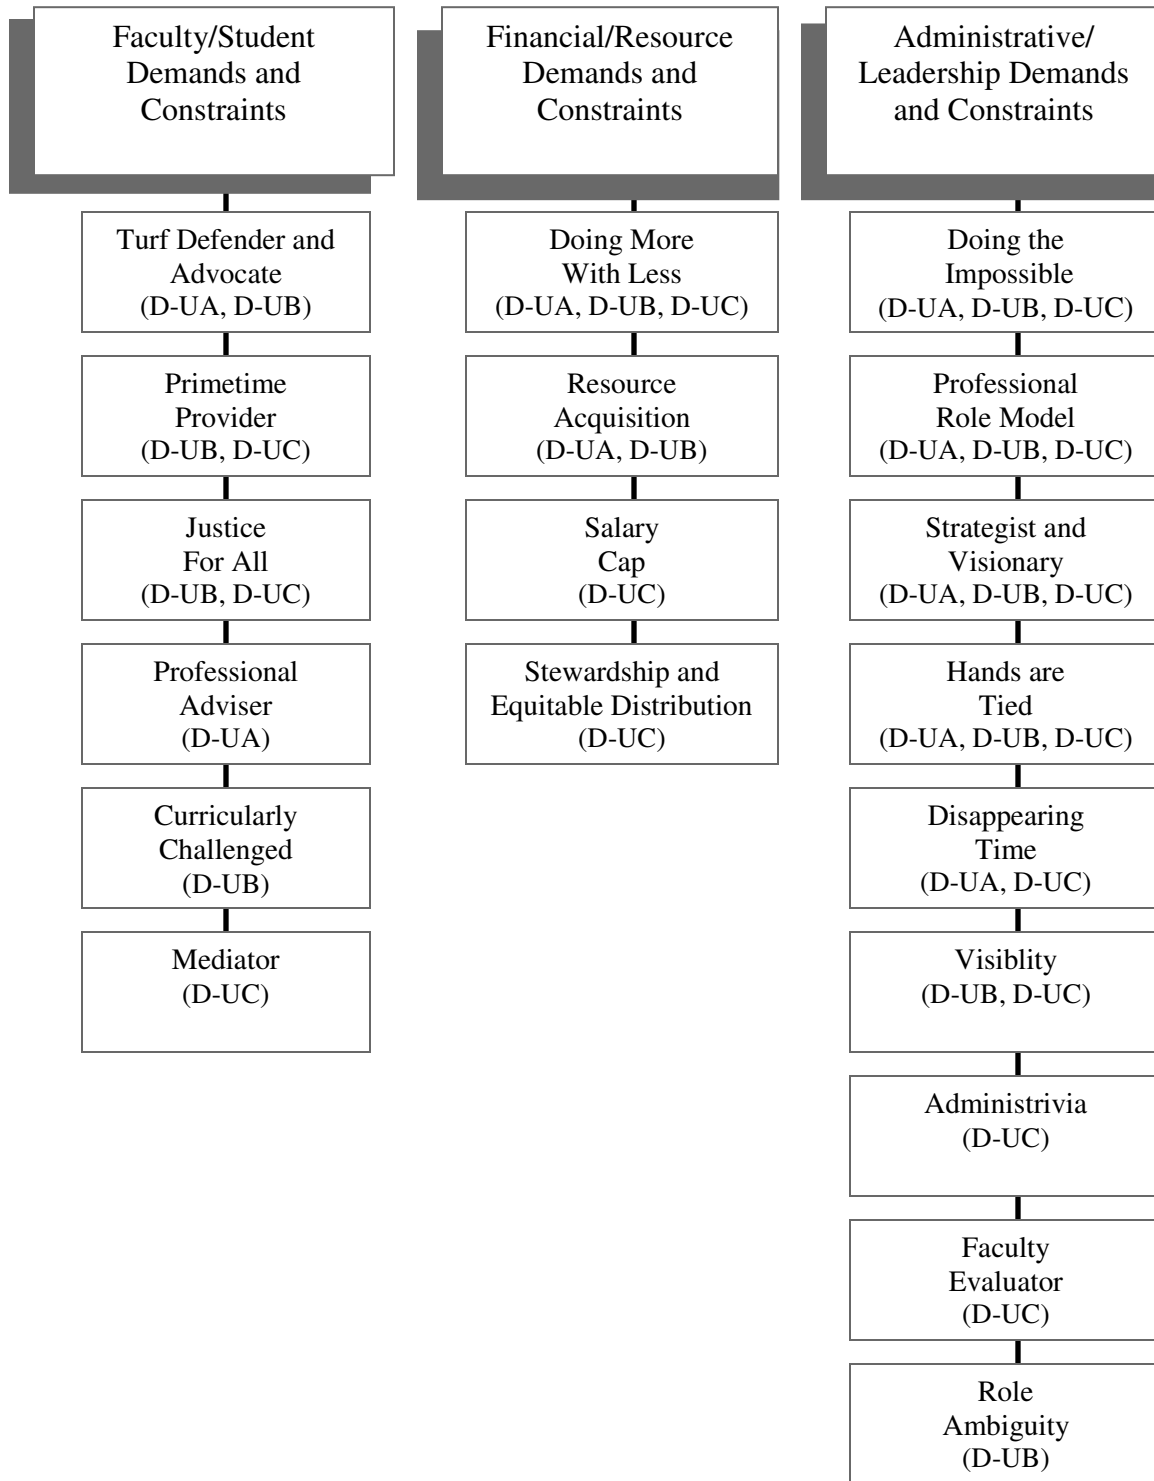 Faculty/Student
Demands and
Constraints
Turf Defender and
Advocate
(D-UA, D-UB)
Primetime
Provider
(D-UB, D-UC)
Justice
For All
(D-UB, D-UC)
Professional
Adviser
(D-UA)
Curricularly
Challenged
(D-UB)
Mediator
(D-UC)
Financial/Resource
Demands and
Constraints
Doing More
With Less
(D-UA, D-UB, D-UC)
Resource
Acquisition
(D-UA, D-UB)
Salary
Cap
(D-UC)
Stewardship and
Equitable Distribution
(D-UC)
Administrative/
Leadership Demands
and Constraints
Doing the
Impossible
(D-UA, D-UB, D-UC)
Professional
Role Model
(D-UA, D-UB, D-UC)
Strategist and
Visionary
(D-UA, D-UB, D-UC)
Hands are
Tied
(D-UA, D-UB, D-UC)
Disappearing
Time
(D-UA, D-UC)
Visiblity
(D-UB, D-UC)
Administrivia
(D-UC)
Faculty
Evaluator
(D-UC)
Role
Ambiguity
(D-UB)